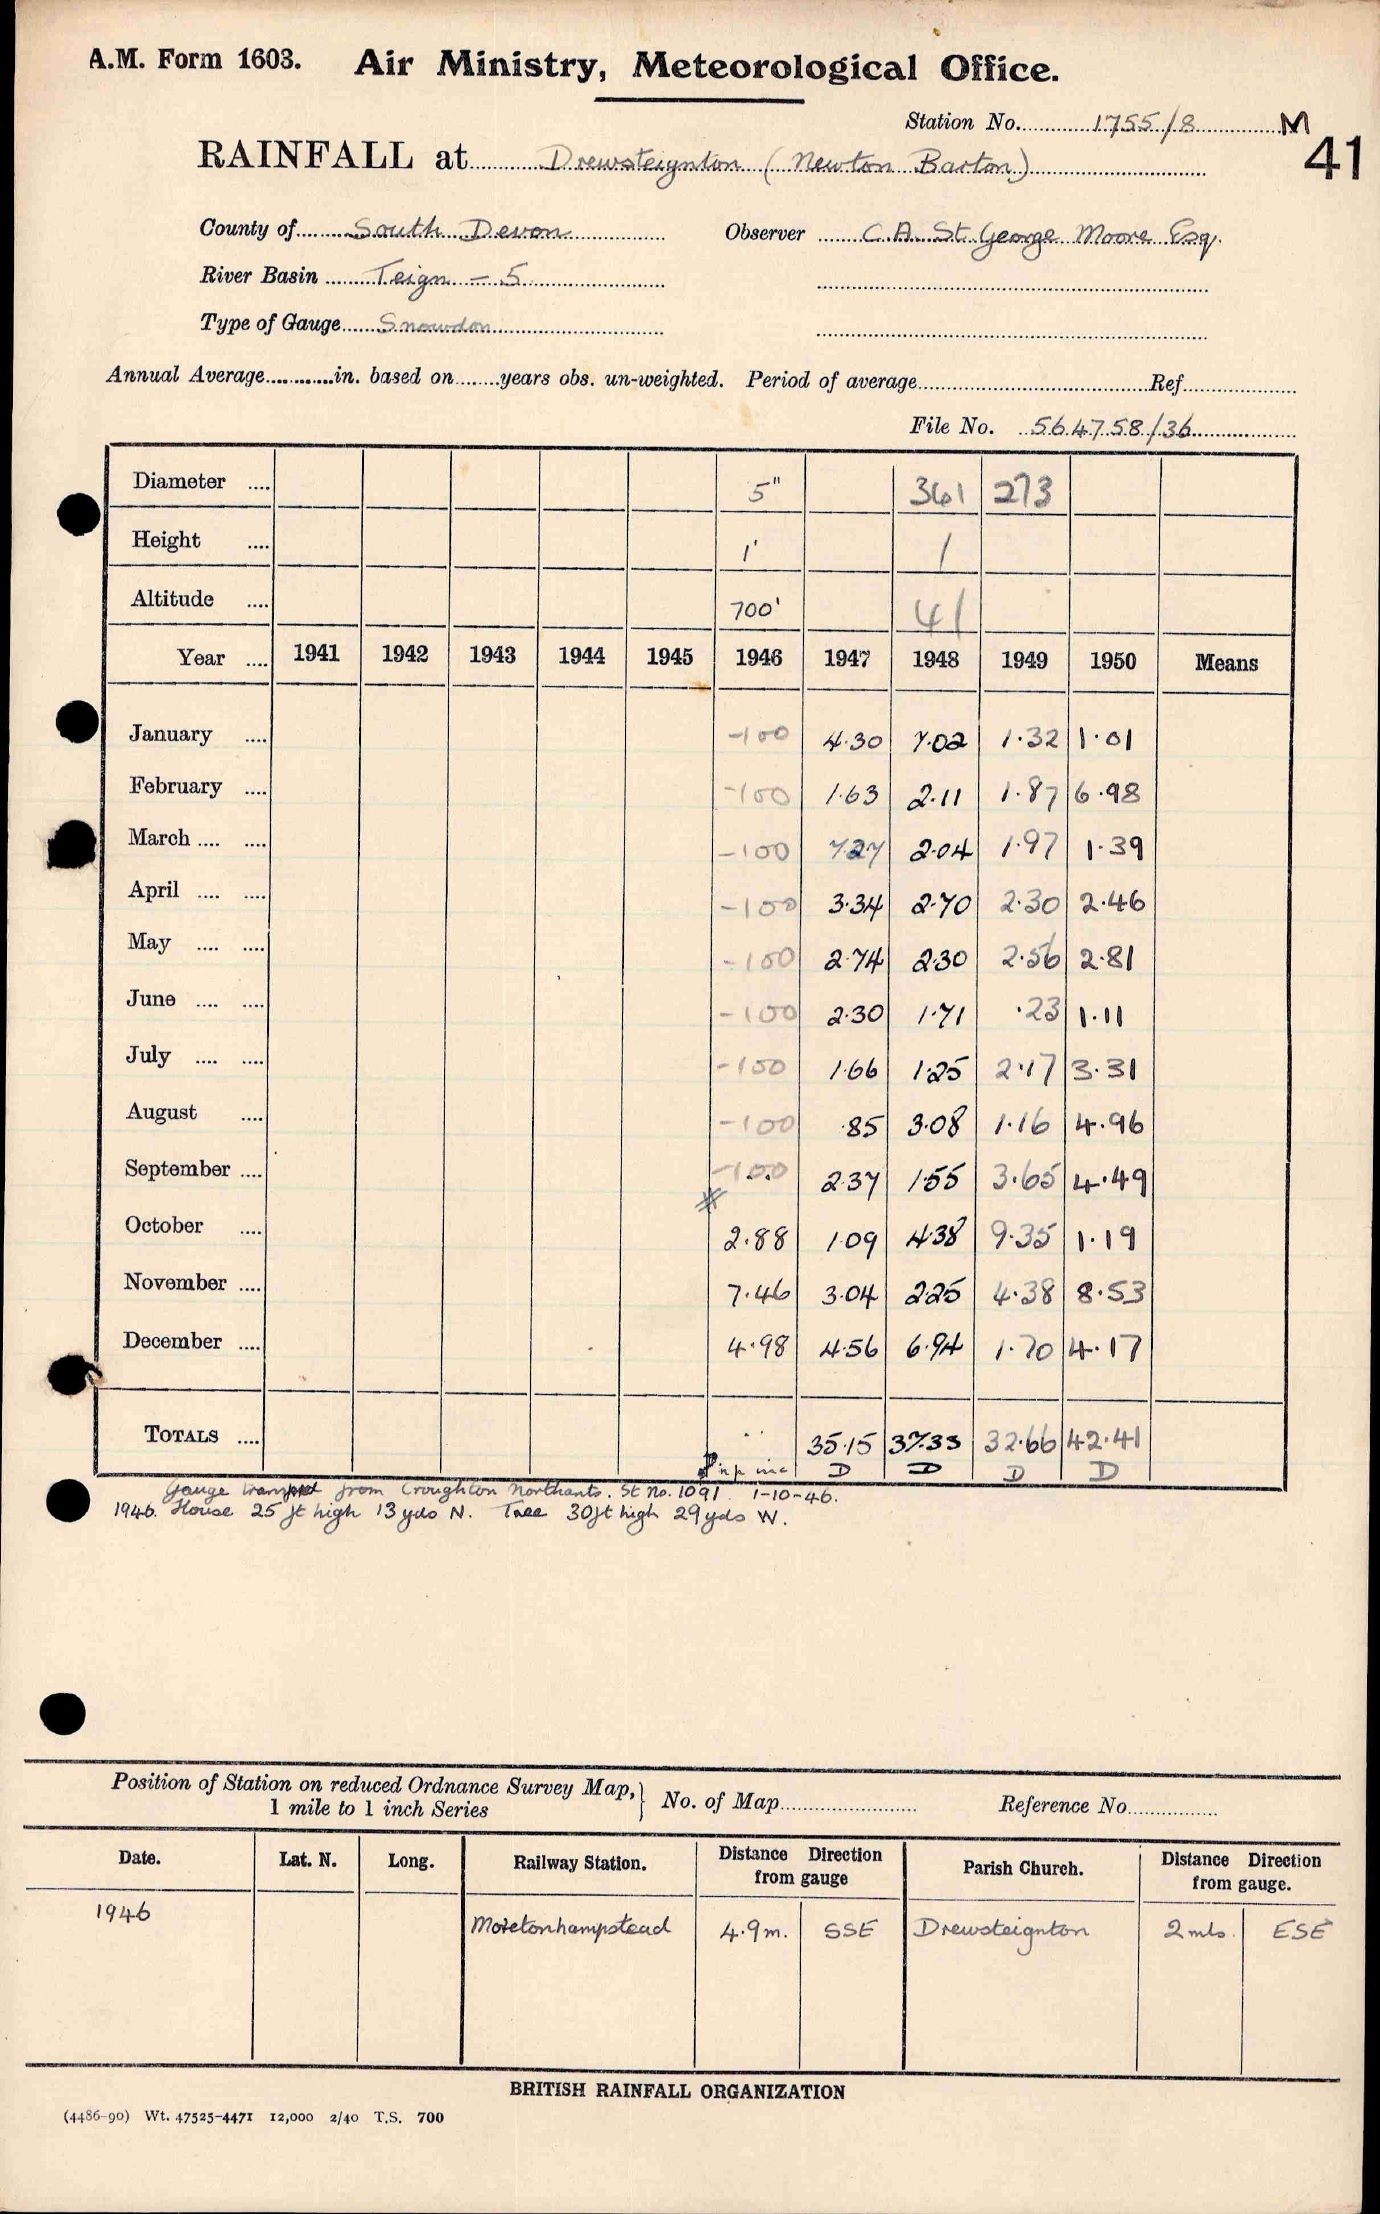 A.M. Form 1603. Air Ministry, Meteorological Office.
Station No. 1755/8 M
41
RAINFALL at Drewsteignton (Newton Barton)
County of South Devon Observer C. A. St. George Moore Esq.
River Basin Teign – 5
Type of Gauge Snowdon
Annual Average............in. based on........years obs. un-weighted. Period of average Ref
File No. 564758/36
Diameter .... 5" 361 273
Height .... 1' 1
Altitude .... 700' 41
Year .... 1941 1942 1943 1944 1945 1946 1947 1948 1949 1950 Means
January .... -100 4.30 7.02 1.32 1.01
February .... -100 1.63 2.11 1.87 6.98
March .... .... -100 7.27 2.04 1.97 1.39
April .... .... -100 3.34 2.70 2.30 2.46
May .... .... -100 2.74 2.30 2.56 2.81
June .... .... -100 2.30 1.71 .23 1.11
July .... .... -100 1.66 1.25 2.17 3.31
August .... -100 .85 3.08 1.16 4.96
September .... -100 2.37 1.55 3.65 4.49
October .... 2.88 1.09 4.38 9.35 1.19
November .... 7.46 3.04 2.25 4.38 8.53
December .... 4.98 4.56 6.94 1.70 4.17
TOTALS .... 35.15 37.33 32.66 42.41
D D D D
Gauge from Croughton Northants. St No. 1091 1-10-46.
1946. House 25 ft high 13 yds N. Tree 30ft high 29 yds W.
Position of Station on reduced Ordnance Survey Map, } No. of Map Reference No.
1 mile to 1 inch Series
Date. Lat. N. Long. Railway Station. Distance Direction from gauge Parish Church. Distance Direction from gauge.
1946 Moretonhampstead 4.9 m. SSE Drewsteignton 2 mls. ESE
BRITISH RAINFALL ORGANIZATION
(4486-90) Wt. 47525-4471 12,000 2/40 T.S. 700